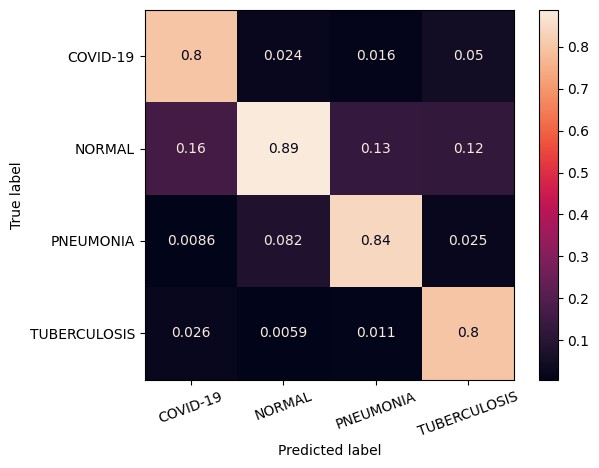 COVID-19 0.8 0.024 0.016 0.05
NORMAL 0.16 0.89 0.13 0.12
PNEUMONIA 0.0086 0.082 0.84 0.025
TUBERCULOSIS 0.026 0.0059 0.011 0.8
COVID-19 NORMAL PNEUMONIA TUBERCULOSIS
Predicted label
True label
0.8
0.7
0.6
0.5
0.4
0.3
0.2
0.1